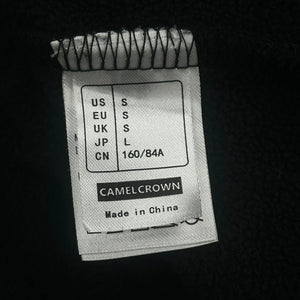 US S
EU S
UK S
JP L
CN 160/84A
CAMELCROWN
Made in China